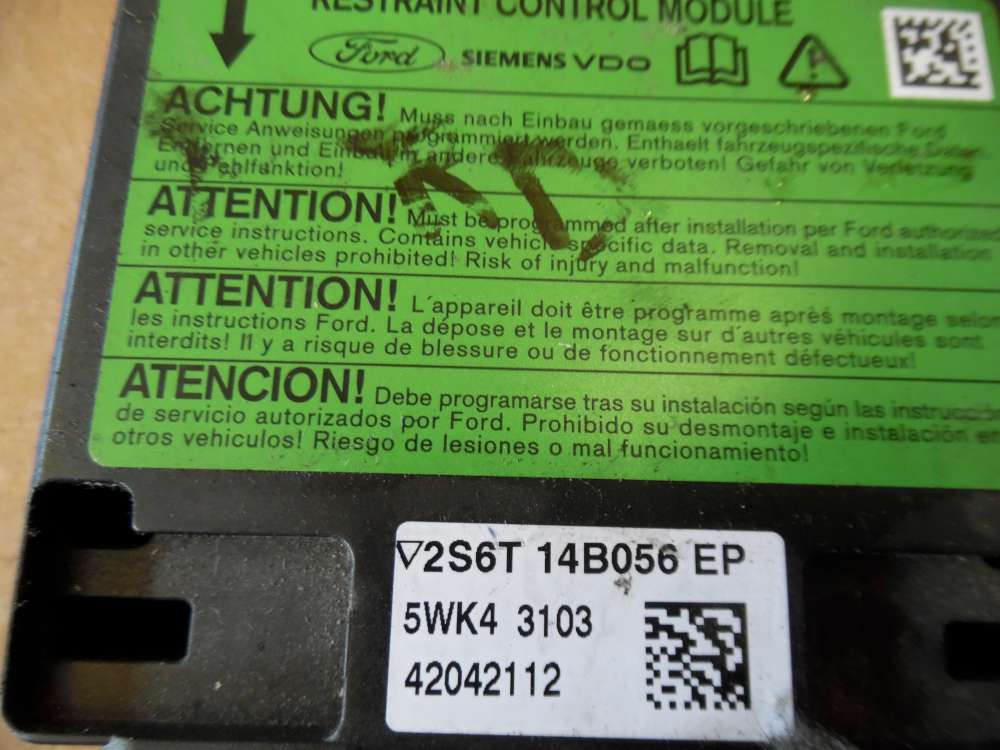 RESTRAINT CONTROL MODULE
Ford SIEMENS VDO
ACHTUNG! Muss nach Einbau gemaess vorgeschriebenen Ford
Service Anweisungen programmiert werden. Enthaelt fahrzeugspezifische Daten.
Entfernen und Einbau in andere Fahrzeuge verboten! Gefahr von Verletzung
und Fehlfunktion!
ATTENTION! Must be programmed after installation per Ford authorized
service instructions. Contains vehicle specific data. Removal and installation
in other vehicles prohibited! Risk of injury and malfunction!
ATTENTION! L'appareil doit être programme après montage selon
les instructions Ford. La dépose et le montage sur d'autres véhicules sont
interdits! Il y a risque de blessure ou de fonctionnement défectueux!
ATENCION! Debe programarse tras su instalación según las instrucció
de servicio autorizados por Ford. Prohibido su desmontaje e instalación en
otros vehiculos! Riesgo de lesiones o mal funcionamiento!
▽2S6T 14B056 EP
5WK4 3103
42042112